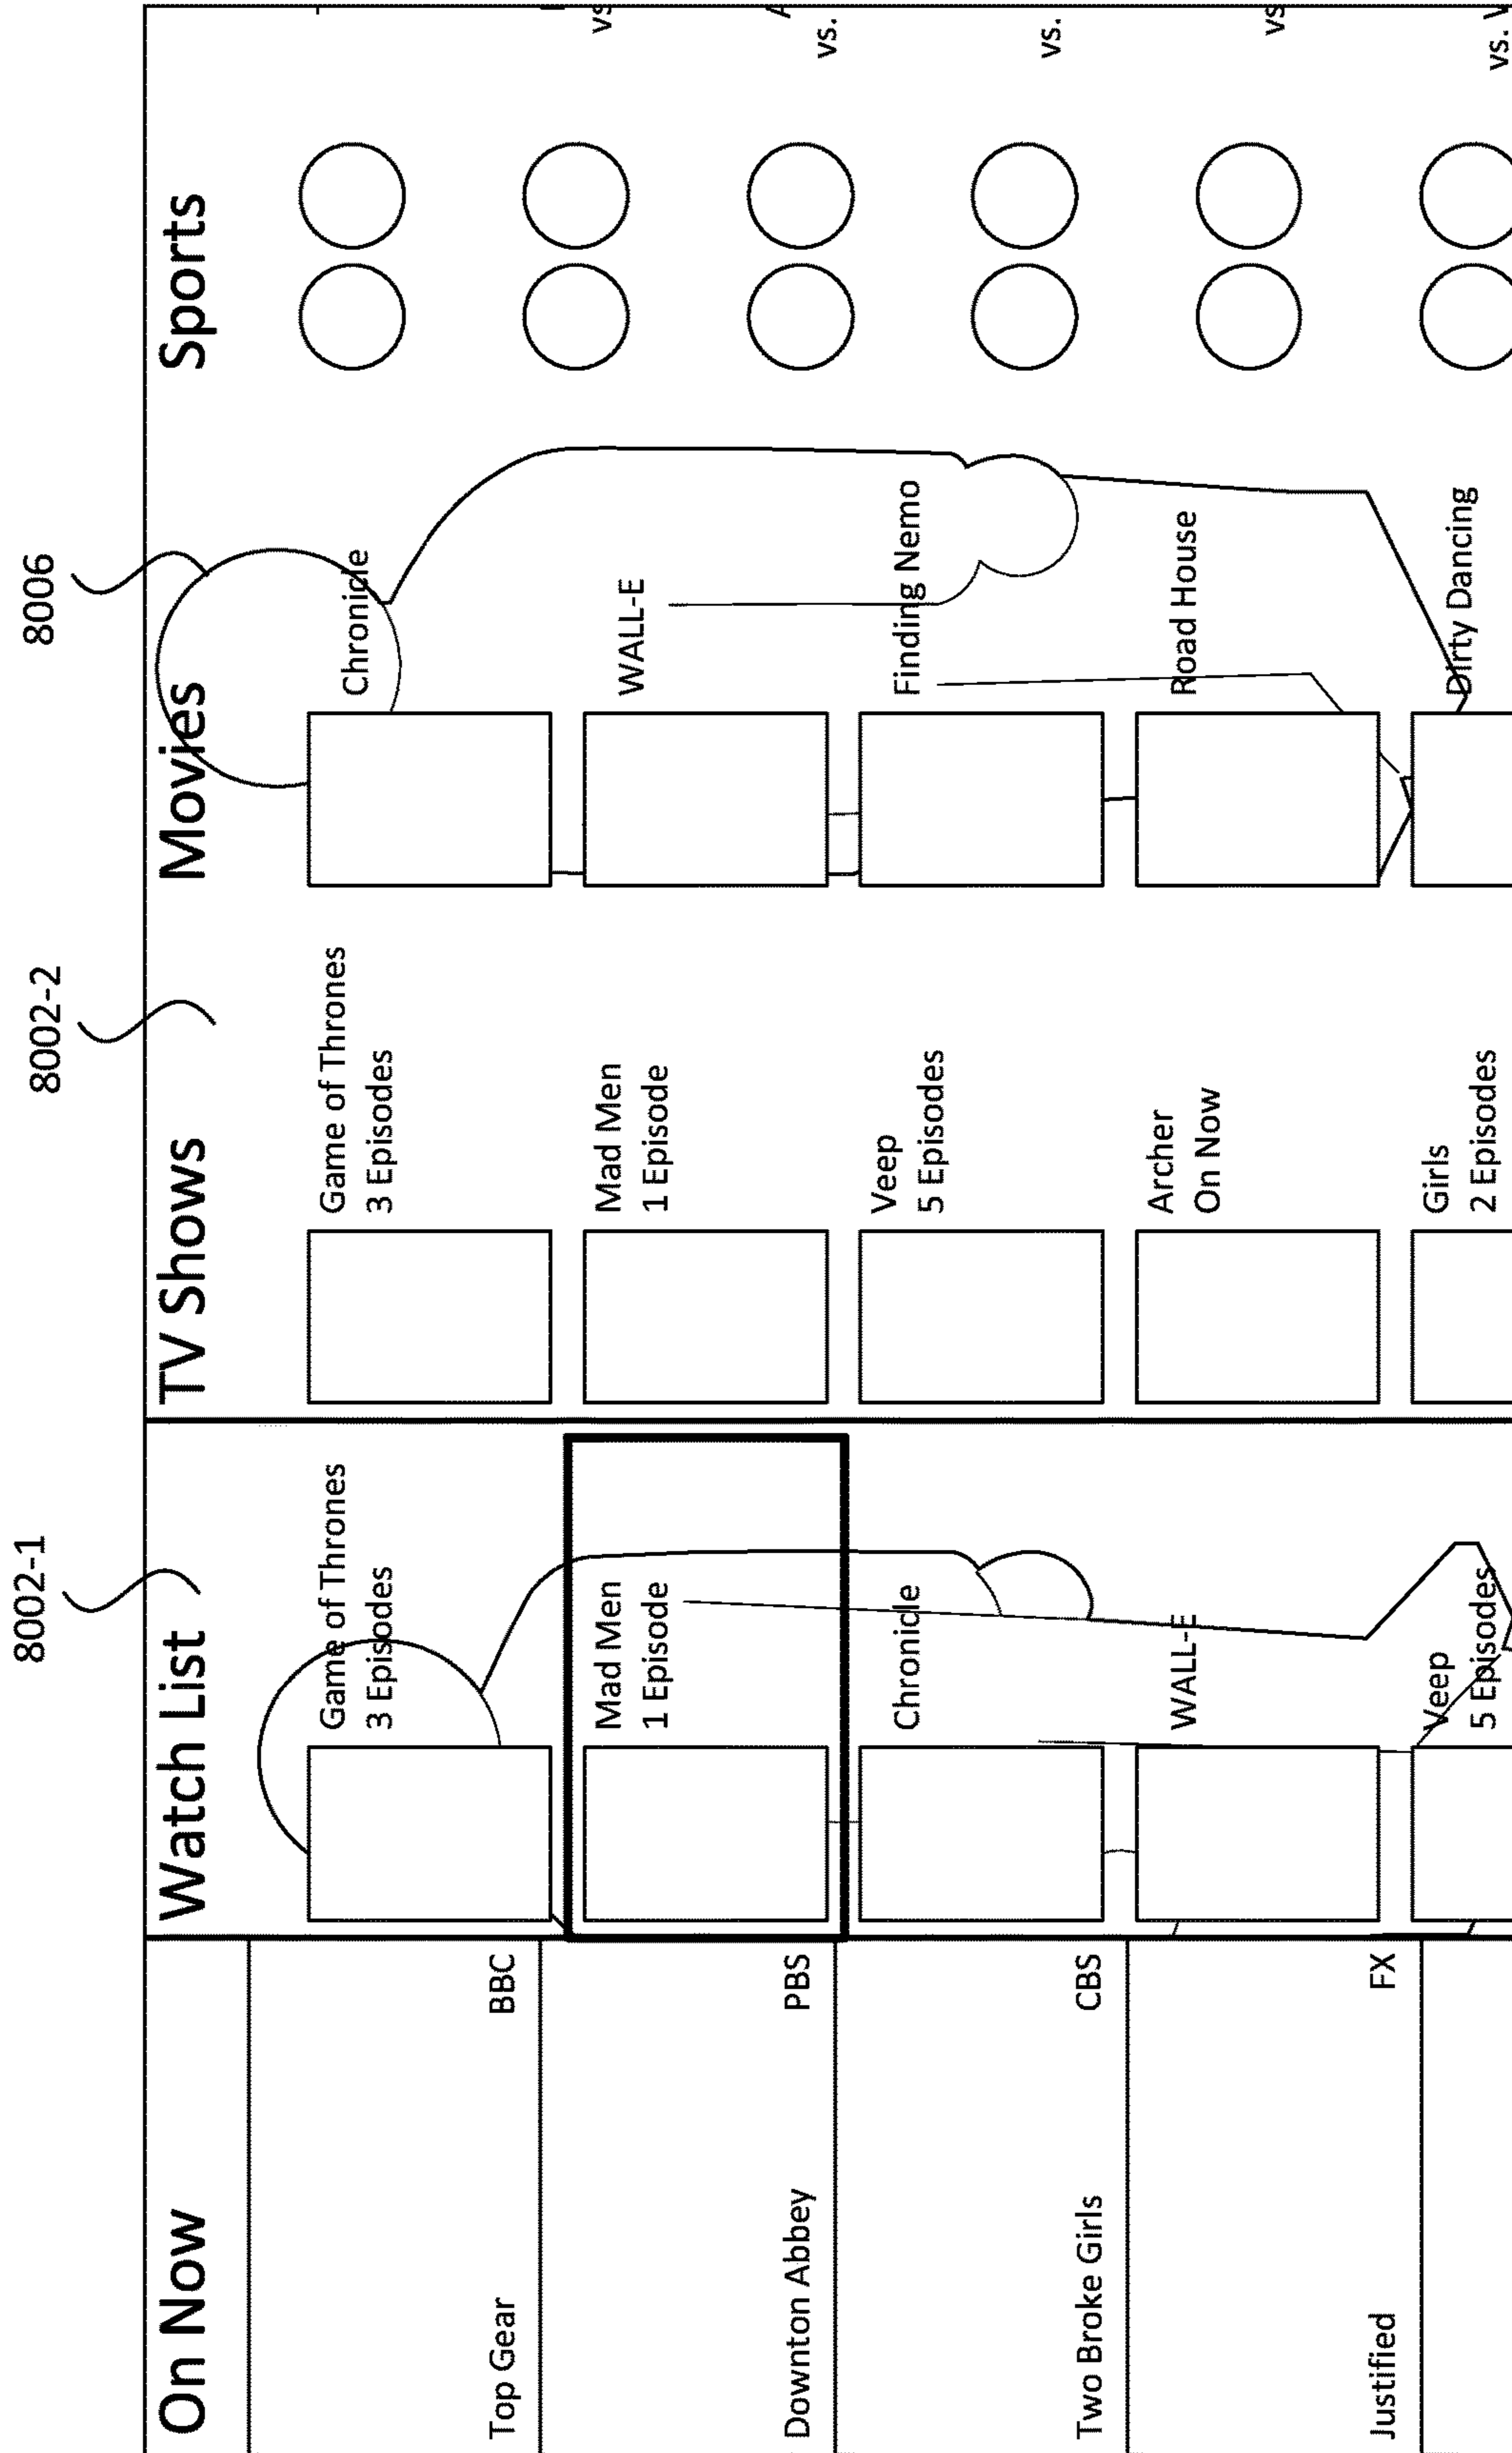 8002-1
8002-2
8006
On Now
Top Gear
BBC
Downton Abbey
PBS
Two Broke Girls
CBS
Justified
FX
Watch List
Game of Thrones
3 Episodes
Mad Men
1 Episode
Chronicle
WALL-E
Veep
5 Episodes
TV Shows
Game of Thrones
3 Episodes
Mad Men
1 Episode
Veep
5 Episodes
Archer
On Now
Girls
2 Episodes
Movies
Chronicle
WALL-E
Finding Nemo
Road House
Dirty Dancing
Sports
vs
vs.
vs.
vs
vs.